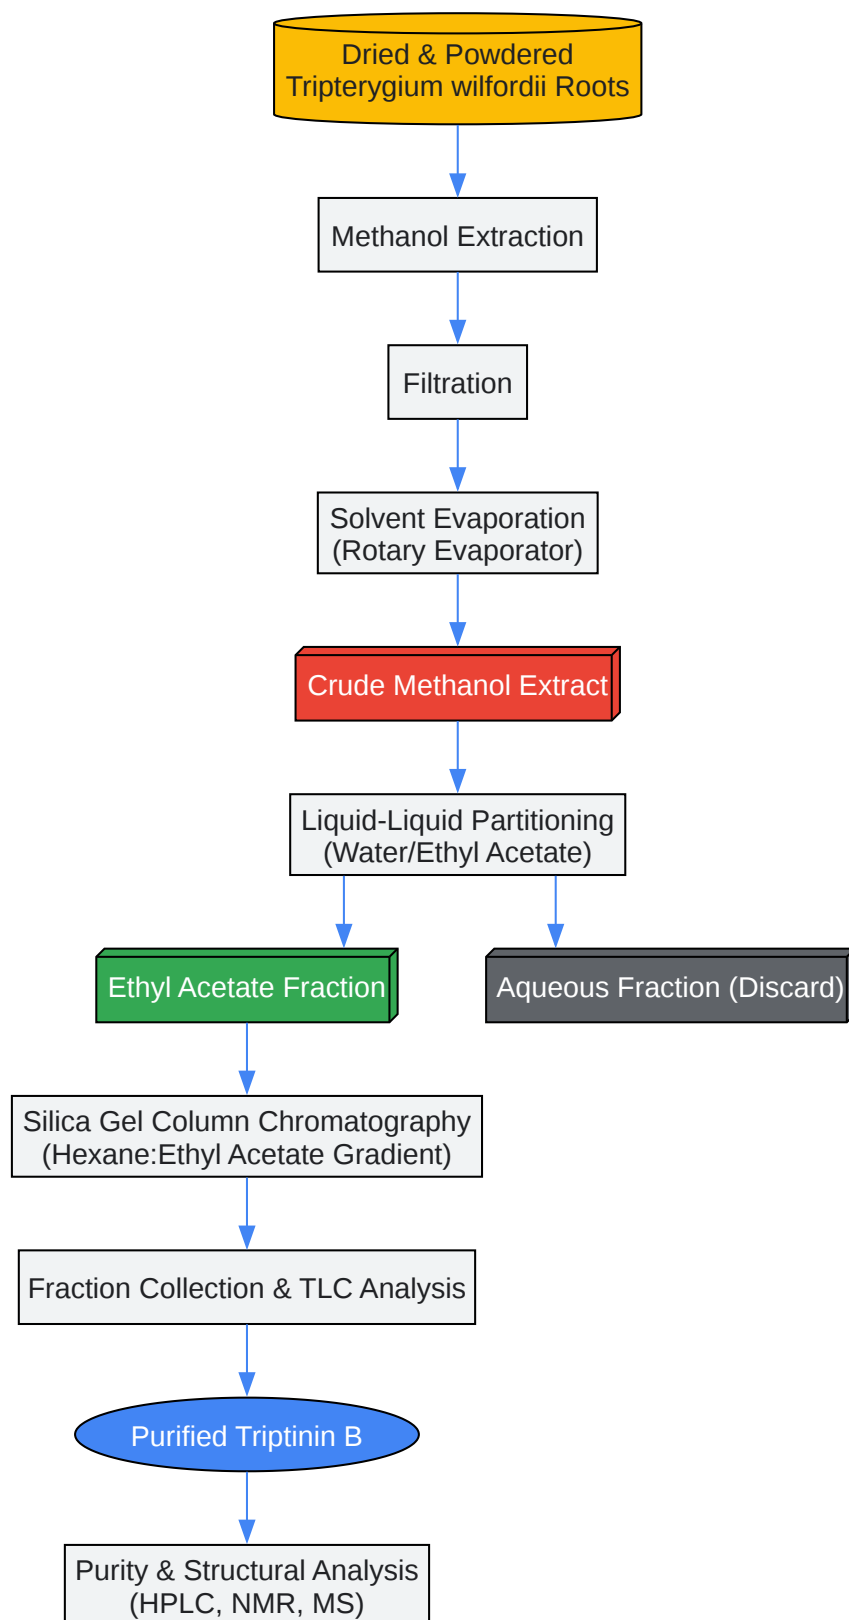 Dried & Powdered
Tripterygium wilfordii Roots
Methanol Extraction
Filtration
Solvent Evaporation
(Rotary Evaporator)
Crude Methanol Extract
Liquid-Liquid Partitioning
(Water/Ethyl Acetate)
Ethyl Acetate Fraction
Aqueous Fraction (Discard)
Silica Gel Column Chromatography
(Hexane:Ethyl Acetate Gradient)
Fraction Collection & TLC Analysis
Purified Triptinin B
Purity & Structural Analysis
(HPLC, NMR, MS)